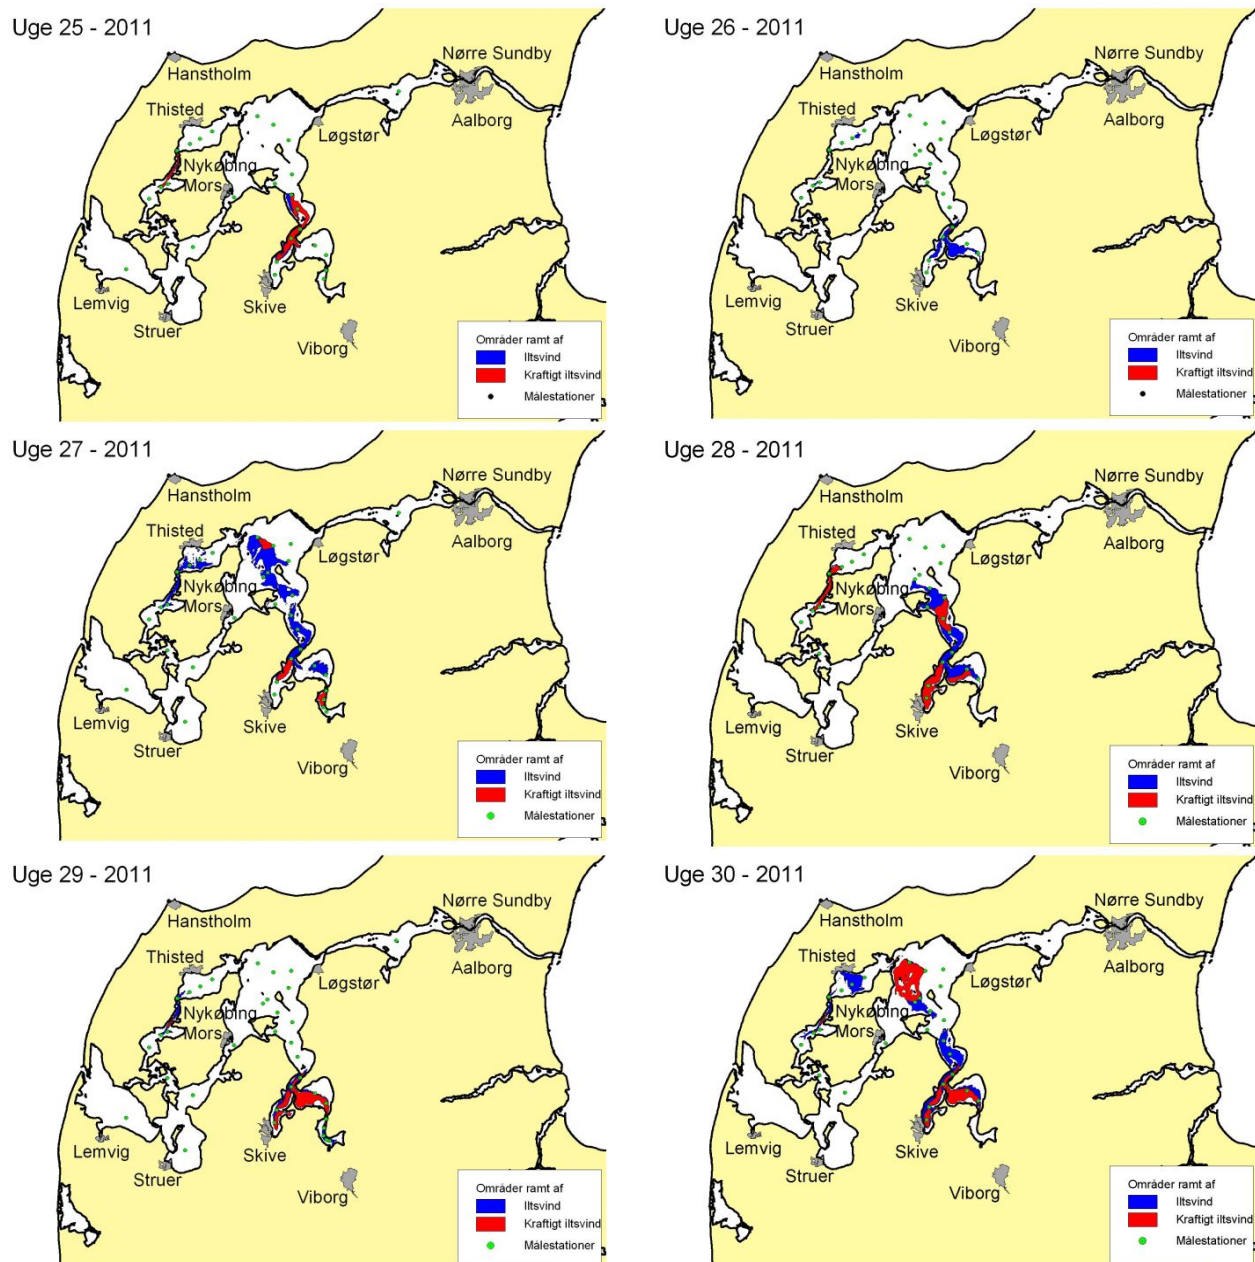 Uge 25 - 2011
Hanstholm
Nørre Sundby
Aalborg
Thisted
Løgstør
Nykøbing
Mors
Lemvig
Struer
Skive
Viborg
Områder ramt af
Iltsvind
Kraftigt iltsvind
Målestationer
Uge 26 - 2011
Hanstholm
Nørre Sundby
Aalborg
Thisted
Løgstør
Nykøbing
Mors
Lemvig
Struer
Skive
Viborg
Områder ramt af
Iltsvind
Kraftigt iltsvind
Målestationer
Uge 27 - 2011
Hanstholm
Nørre Sundby
Aalborg
Thisted
Løgstør
Nykøbing
Mors
Lemvig
Struer
Skive
Viborg
Områder ramt af
Iltsvind
Kraftigt iltsvind
Målestationer
Uge 28 - 2011
Hanstholm
Nørre Sundby
Aalborg
Thisted
Løgstør
Nykøbing
Mors
Lemvig
Struer
Skive
Viborg
Områder ramt af
Iltsvind
Kraftigt iltsvind
Målestationer
Uge 29 - 2011
Hanstholm
Nørre Sundby
Aalborg
Thisted
Løgstør
Nykøbing
Mors
Lemvig
Struer
Skive
Viborg
Områder ramt af
Iltsvind
Kraftigt iltsvind
Målestationer
Uge 30 - 2011
Hanstholm
Nørre Sundby
Aalborg
Thisted
Løgstør
Nykøbing
Mors
Lemvig
Struer
Skive
Viborg
Områder ramt af
Iltsvind
Kraftigt iltsvind
Målestationer